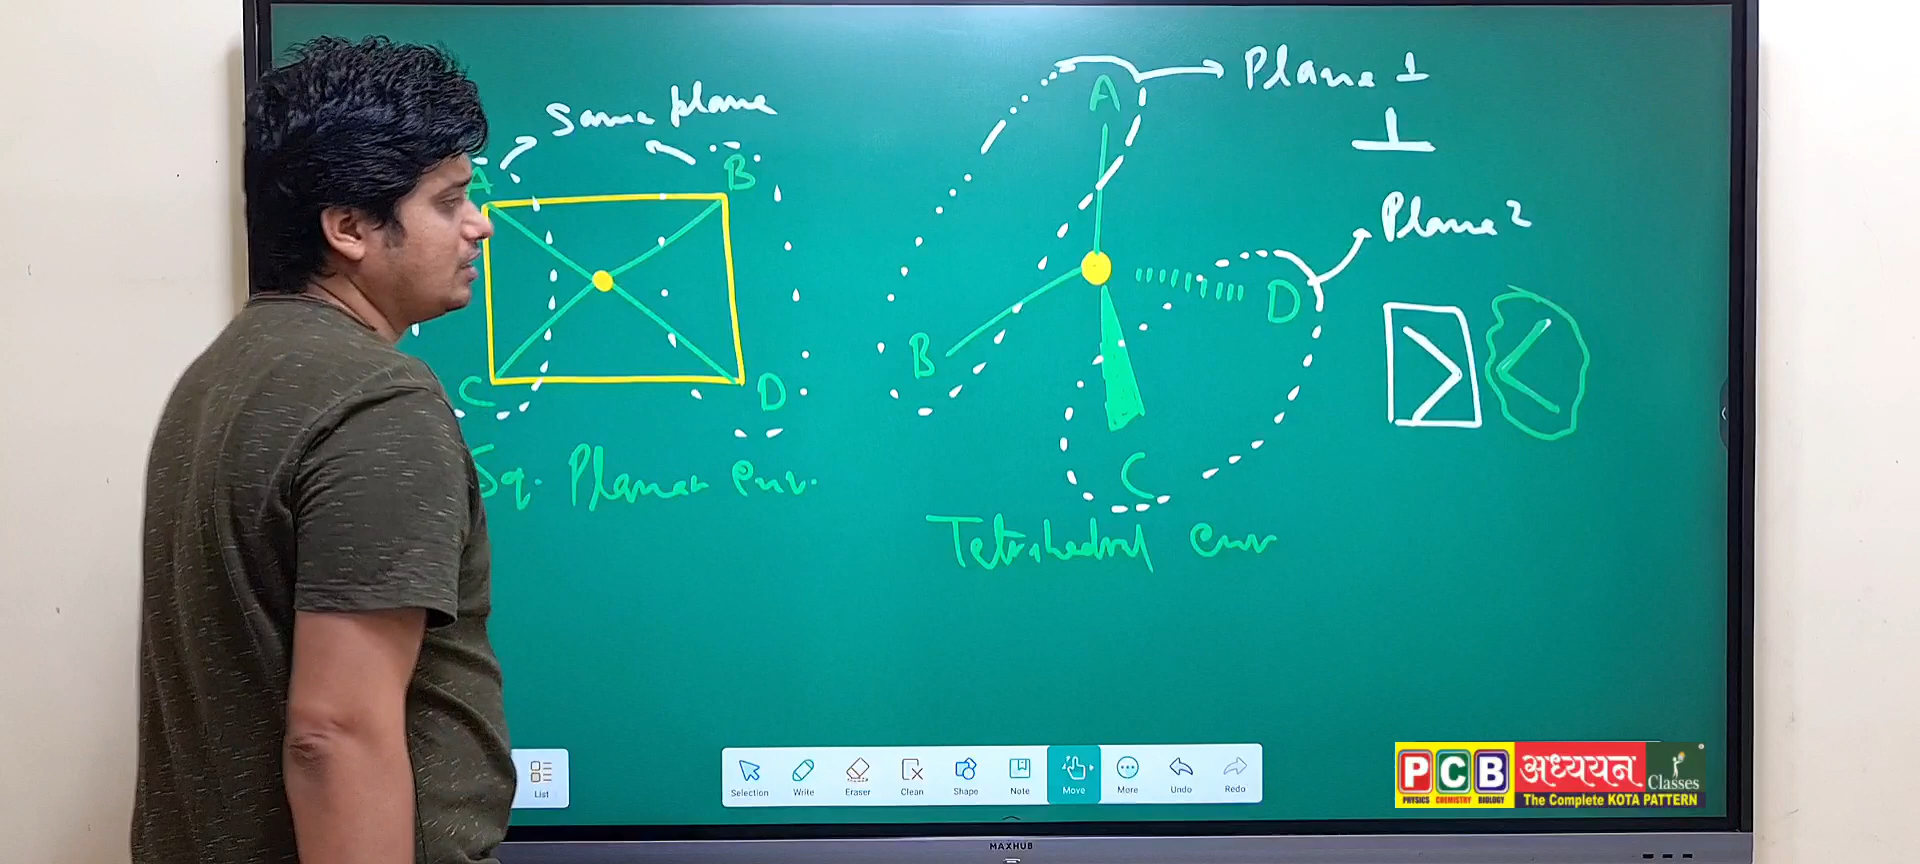 Same plane
A
B
C
D
Sq. Planar env.
Plane 1
⊥
A
Plane 2
B
D
C
Tetrahedral env
List
Selection
Write
Eraser
Clean
Shape
Note
Move
More
Undo
Redo
PCB अध्ययन Classes
PHYSICS CHEMISTRY BIOLOGY
The Complete KOTA PATTERN
MAXHUB